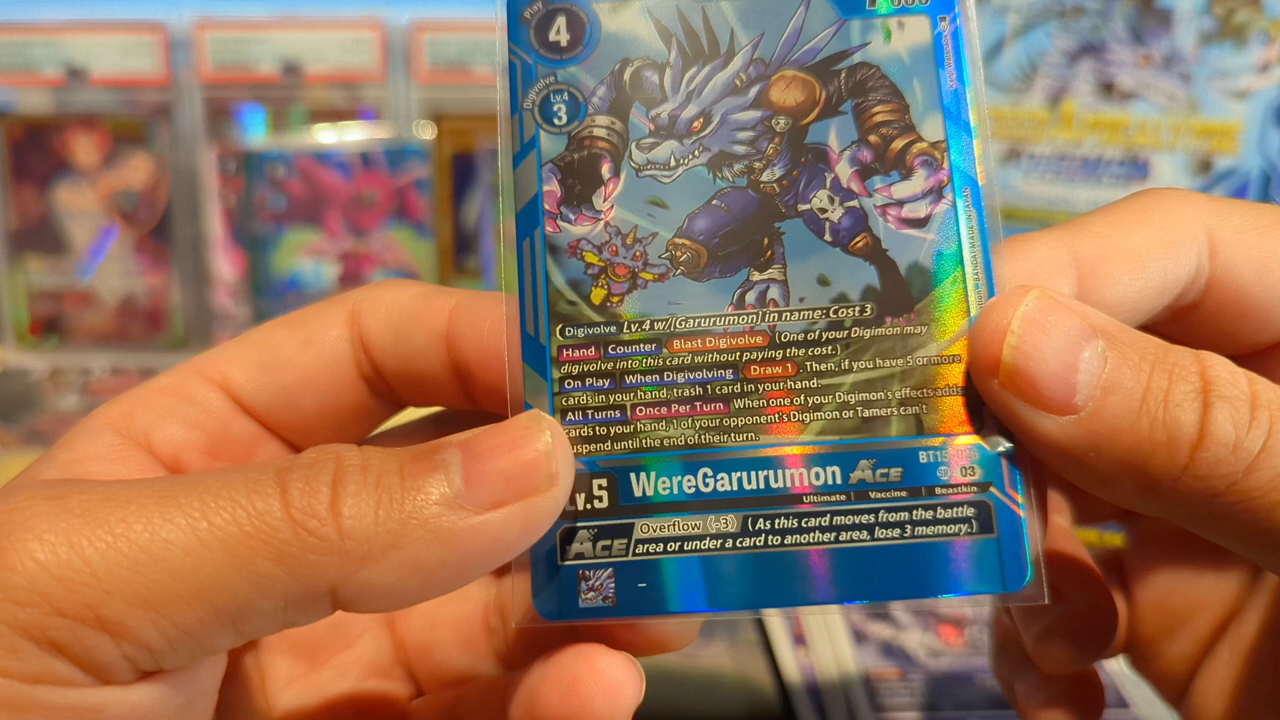 Play
4
Digivolve
Lv.4
3
Digivolve Lv.4 w/[Garurumon] in name: Cost 3
Hand Counter Blast Digivolve (One of your Digimon may
digivolve into this card without paying the cost.)
On Play When Digivolving Draw 1. Then, if you have 5 or more
cards in your hand, trash 1 card in your hand.
All Turns Once Per Turn When one of your Digimon's effects adds
cards to your hand, 1 of your opponent's Digimon or Tamers can't
suspend until the end of their turn.
Lv.5 WereGarurumon ACE
SR 03
Ultimate | Vaccine | Beastkin
ACE Overflow ⟨-3⟩ (As this card moves from the battle
area or under a card to another area, lose 3 memory.)
-
BANDAI MADE IN JAPAN